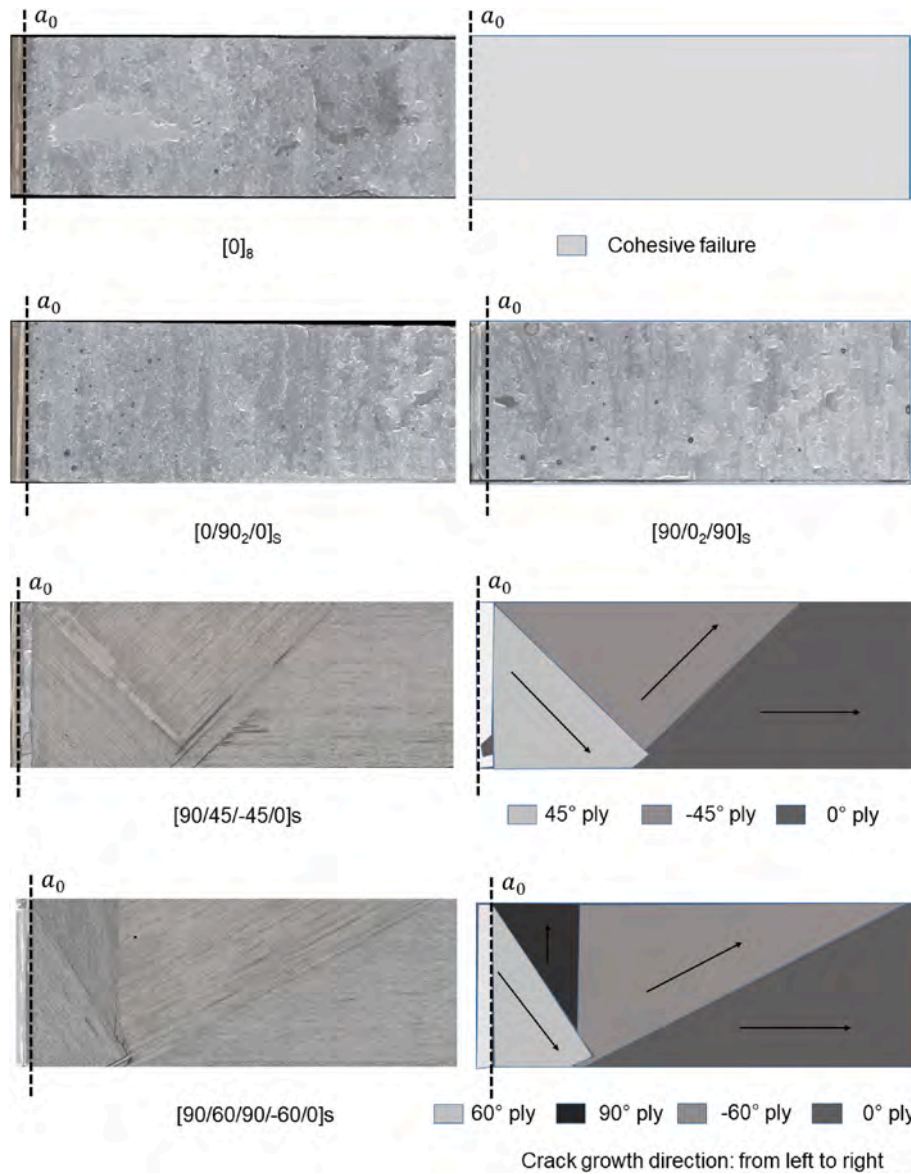 a₀
a₀
[0]₈
Cohesive failure
a₀
a₀
[0/90₂/0]ₛ
[90/0₂/90]ₛ
a₀
a₀
[90/45/-45/0]s
45° ply -45° ply 0° ply
a₀
a₀
[90/60/90/-60/0]s
60° ply 90° ply -60° ply 0° ply
Crack growth direction: from left to right